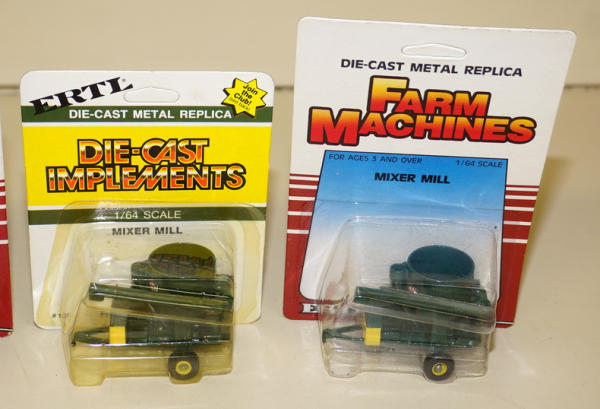 ERTL
Join
the
Club!
DIE-CAST METAL REPLICA
DIE-CAST
IMPLEMENTS
1/64 SCALE
MIXER MILL
DIE-CAST METAL REPLICA
FARM
MACHINES
FOR AGES 3 AND OVER 1/64 SCALE
MIXER MILL